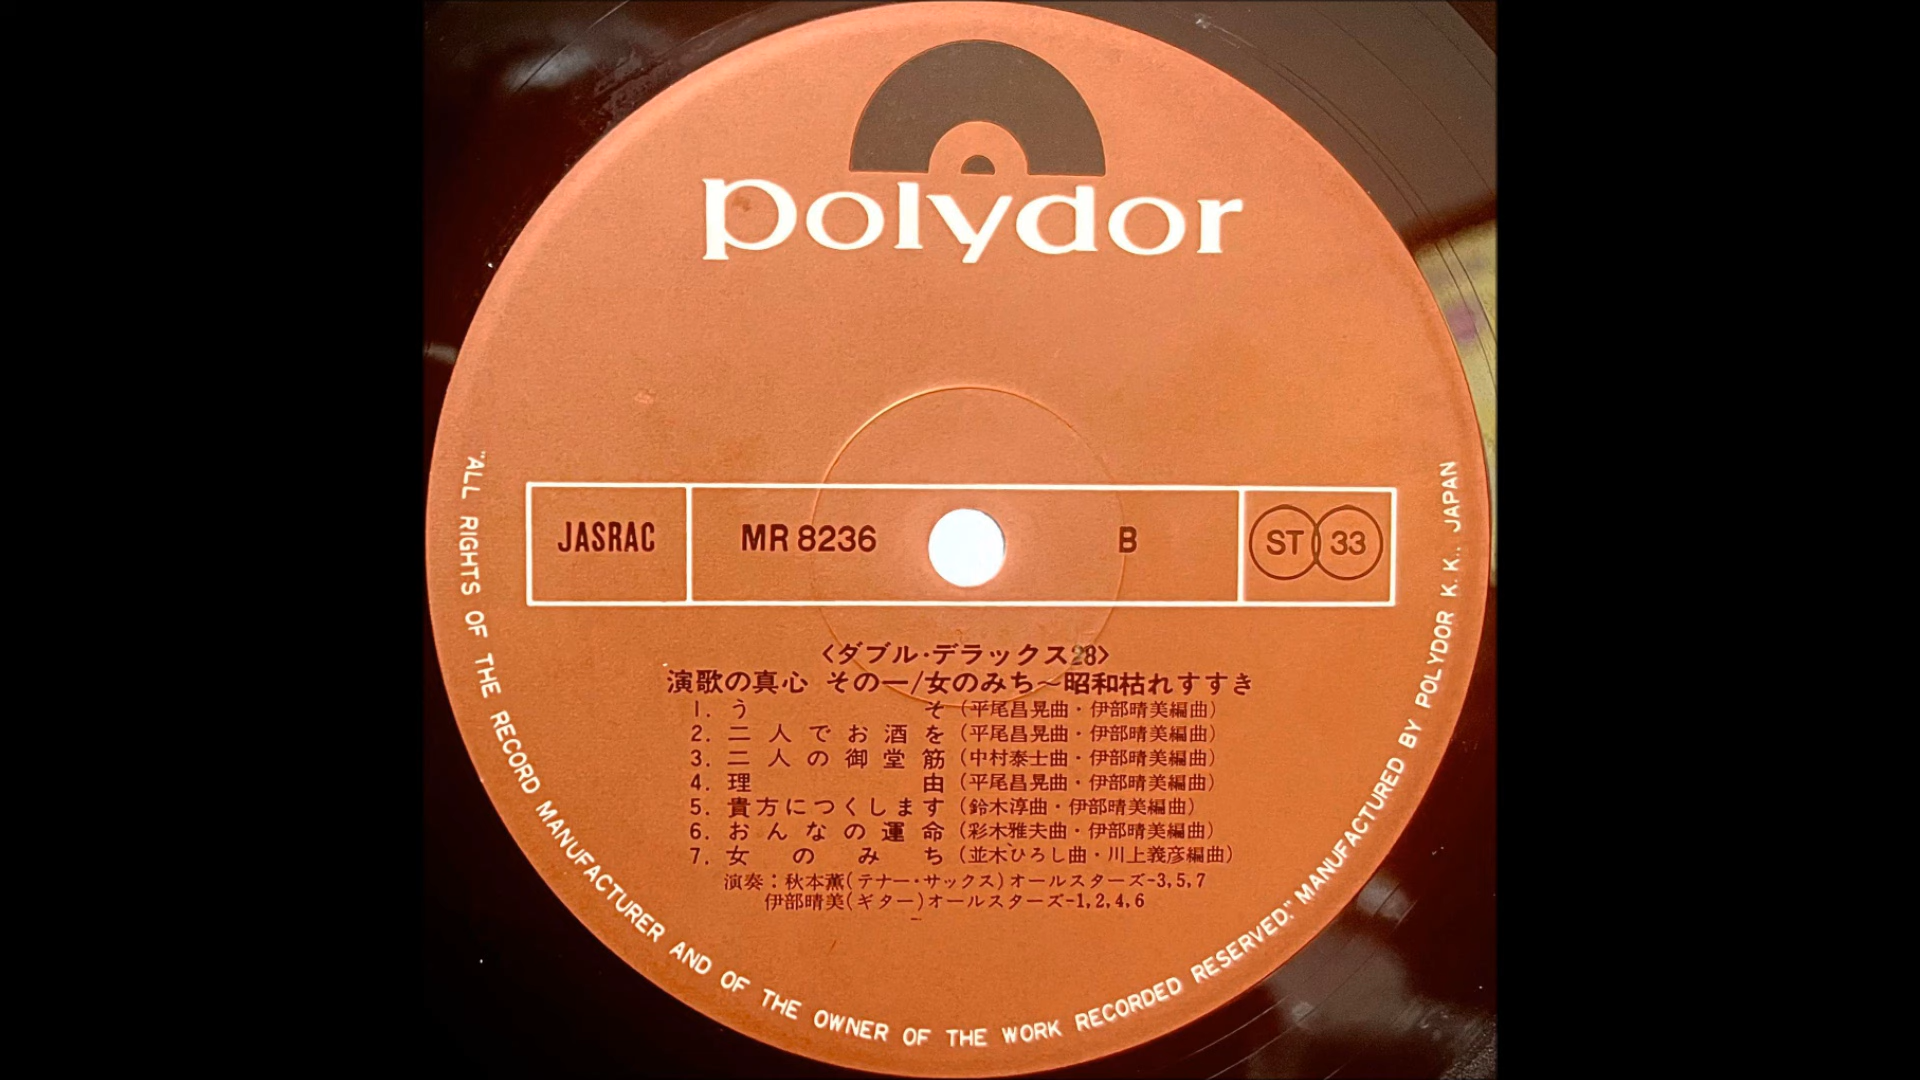 polydor
JASRAC MR 8236 B ST 33
〈ダブル・デラックス28〉
演歌の真心 その一/女のみち〜昭和枯れすすき
1. うそ (平尾昌晃曲・伊部晴美編曲)
2. 二人でお酒を (平尾昌晃曲・伊部晴美編曲)
3. 二人の御堂筋 (中村泰士曲・伊部晴美編曲)
4. 理由 (平尾昌晃曲・伊部晴美編曲)
5. 貴方につくします (鈴木淳曲・伊部晴美編曲)
6. おんなの運命 (彩木雅夫曲・伊部晴美編曲)
7. 女のみち (並木ひろし曲・川上義彦編曲)
演奏：秋本薫(テナー・サックス)オールスターズ-3,5,7
伊部晴美(ギター)オールスターズ-1,2,4,6
"ALL RIGHTS OF THE RECORD MANUFACTURER AND OF THE OWNER OF THE WORK RECORDED RESERVED." MANUFACTURED BY POLYDOR K. K., JAPAN